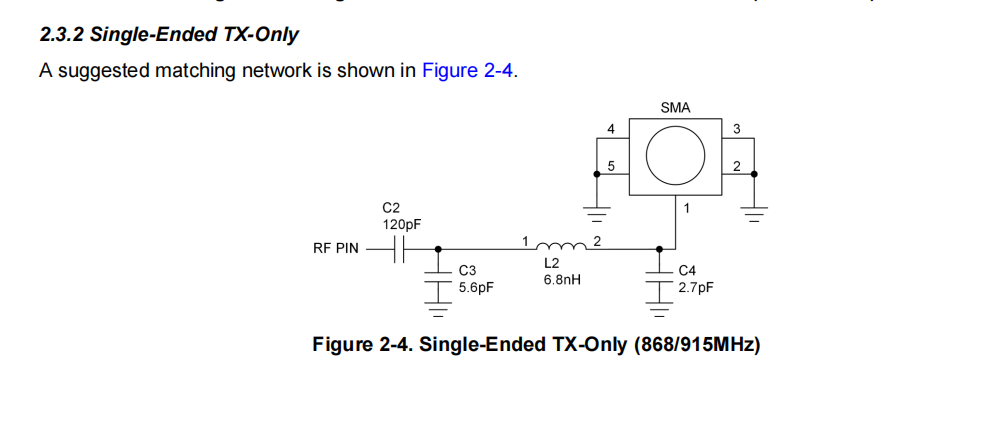 2.3.2 Single-Ended TX-Only
A suggested matching network is shown in Figure 2-4.
SMA
4
3
5
2
1
C2
120pF
RF PIN
1
2
L2
6.8nH
C3
5.6pF
C4
2.7pF
Figure 2-4. Single-Ended TX-Only (868/915MHz)